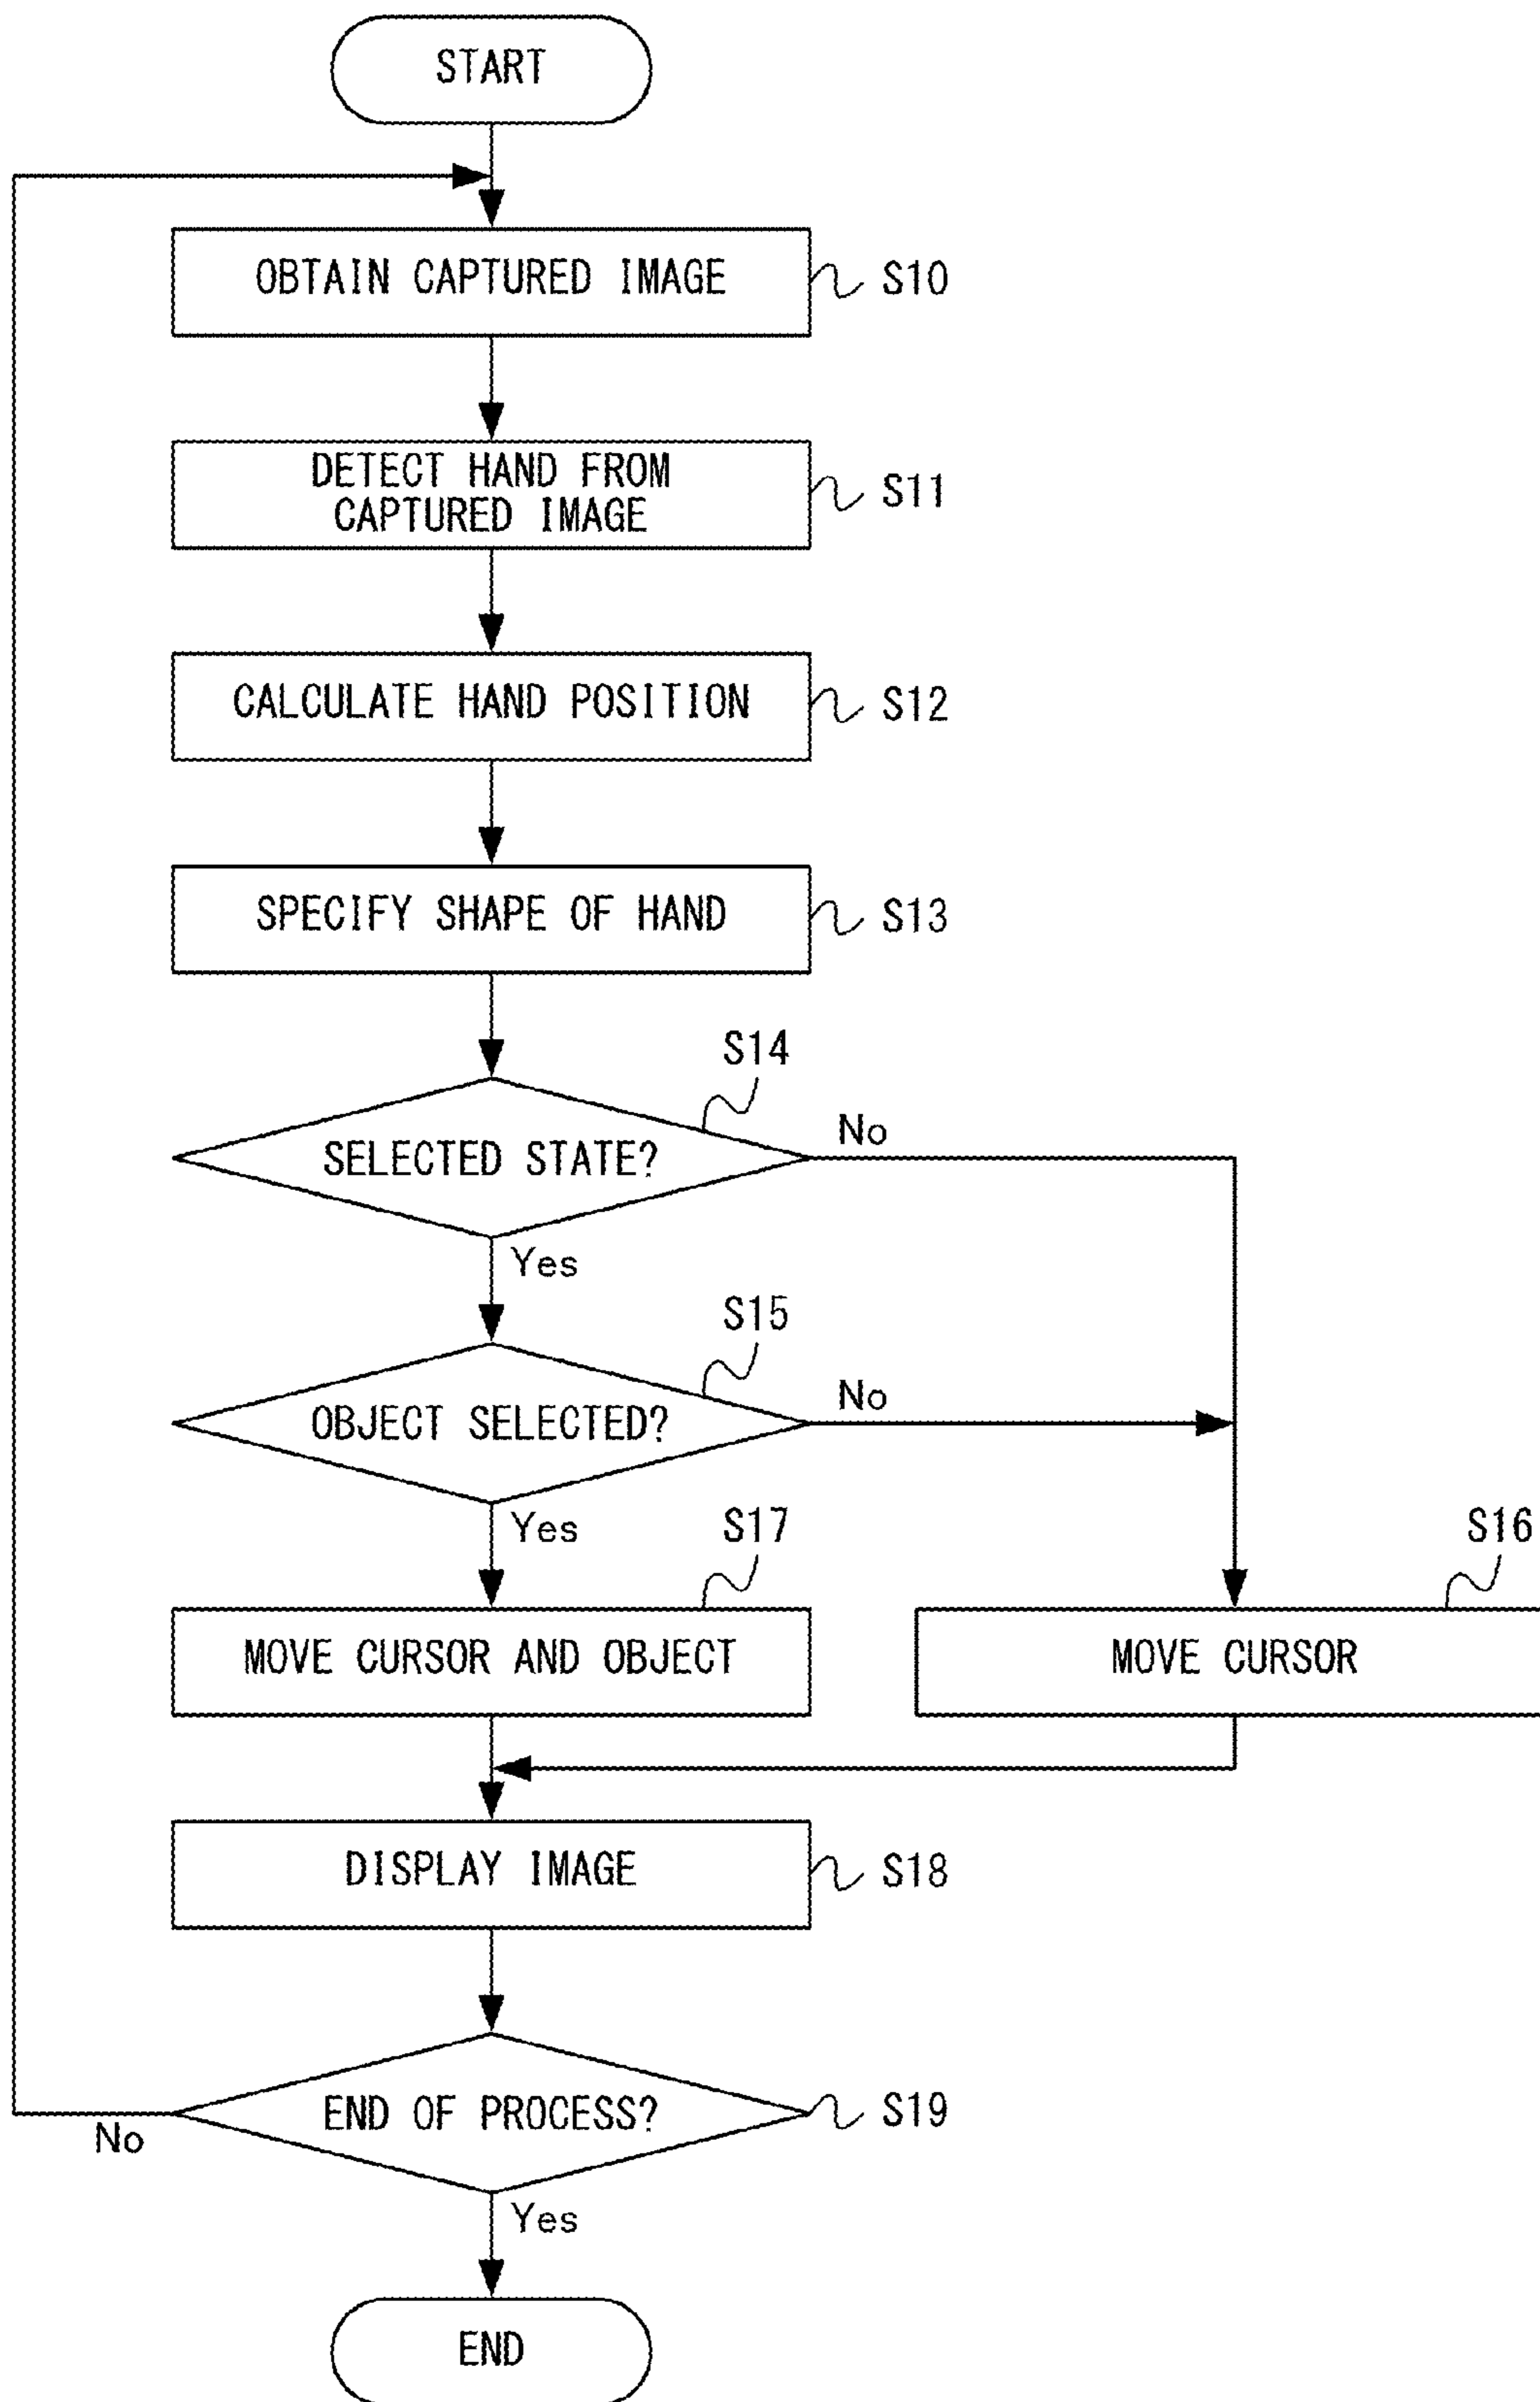 START
OBTAIN CAPTURED IMAGE
S10
DETECT HAND FROM
CAPTURED IMAGE
S11
CALCULATE HAND POSITION
S12
SPECIFY SHAPE OF HAND
S13
S14
SELECTED STATE?
No
Yes
S15
OBJECT SELECTED?
No
Yes
S17
S16
MOVE CURSOR AND OBJECT
MOVE CURSOR
DISPLAY IMAGE
S18
END OF PROCESS?
S19
No
Yes
END